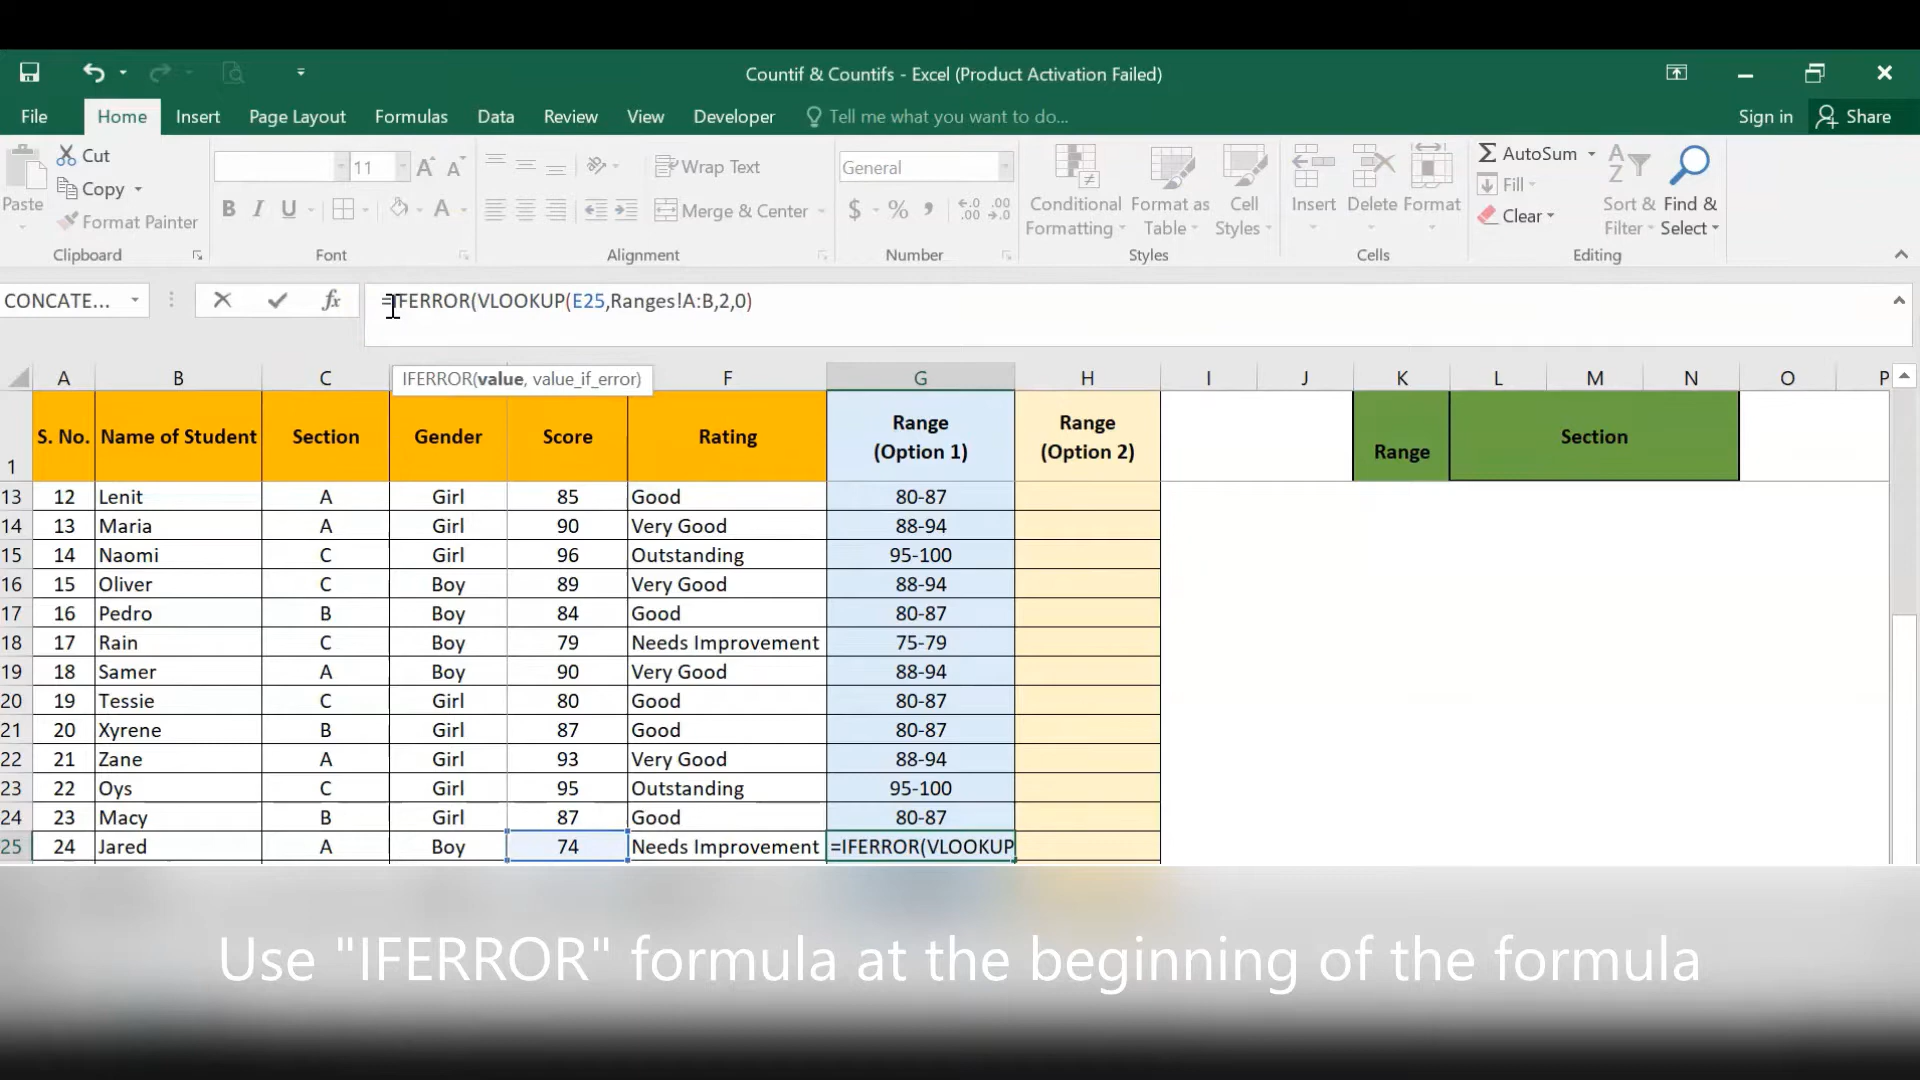 Countif & Countifs - Excel (Product Activation Failed)
File Home Insert Page Layout Formulas Data Review View Developer Tell me what you want to do... Sign in Share
Paste
Cut
Copy
Format Painter
Clipboard
11
B I U A
Font
Wrap Text
Merge & Center
Alignment
General
$ % ,
Number
Conditional Formatting
Format as Table
Cell Styles
Styles
Insert Delete Format
Cells
AutoSum
Fill
Clear
Sort & Filter
Find & Select
Editing
CONCATE... fx =IFERROR(VLOOKUP(E25,Ranges!A:B,2,0)
IFERROR(value, value_if_error)
A B C F G H I J K L M N O P
1 S. No. Name of Student Section Gender Score Rating Range (Option 1) Range (Option 2) Range Section
13 12 Lenit A Girl 85 Good 80-87
14 13 Maria A Girl 90 Very Good 88-94
15 14 Naomi C Girl 96 Outstanding 95-100
16 15 Oliver C Boy 89 Very Good 88-94
17 16 Pedro B Boy 84 Good 80-87
18 17 Rain C Boy 79 Needs Improvement 75-79
19 18 Samer A Boy 90 Very Good 88-94
20 19 Tessie C Girl 80 Good 80-87
21 20 Xyrene B Girl 87 Good 80-87
22 21 Zane A Girl 93 Very Good 88-94
23 22 Oys C Girl 95 Outstanding 95-100
24 23 Macy B Girl 87 Good 80-87
25 24 Jared A Boy 74 Needs Improvement =IFERROR(VLOOKUP
Use "IFERROR" formula at the beginning of the formula